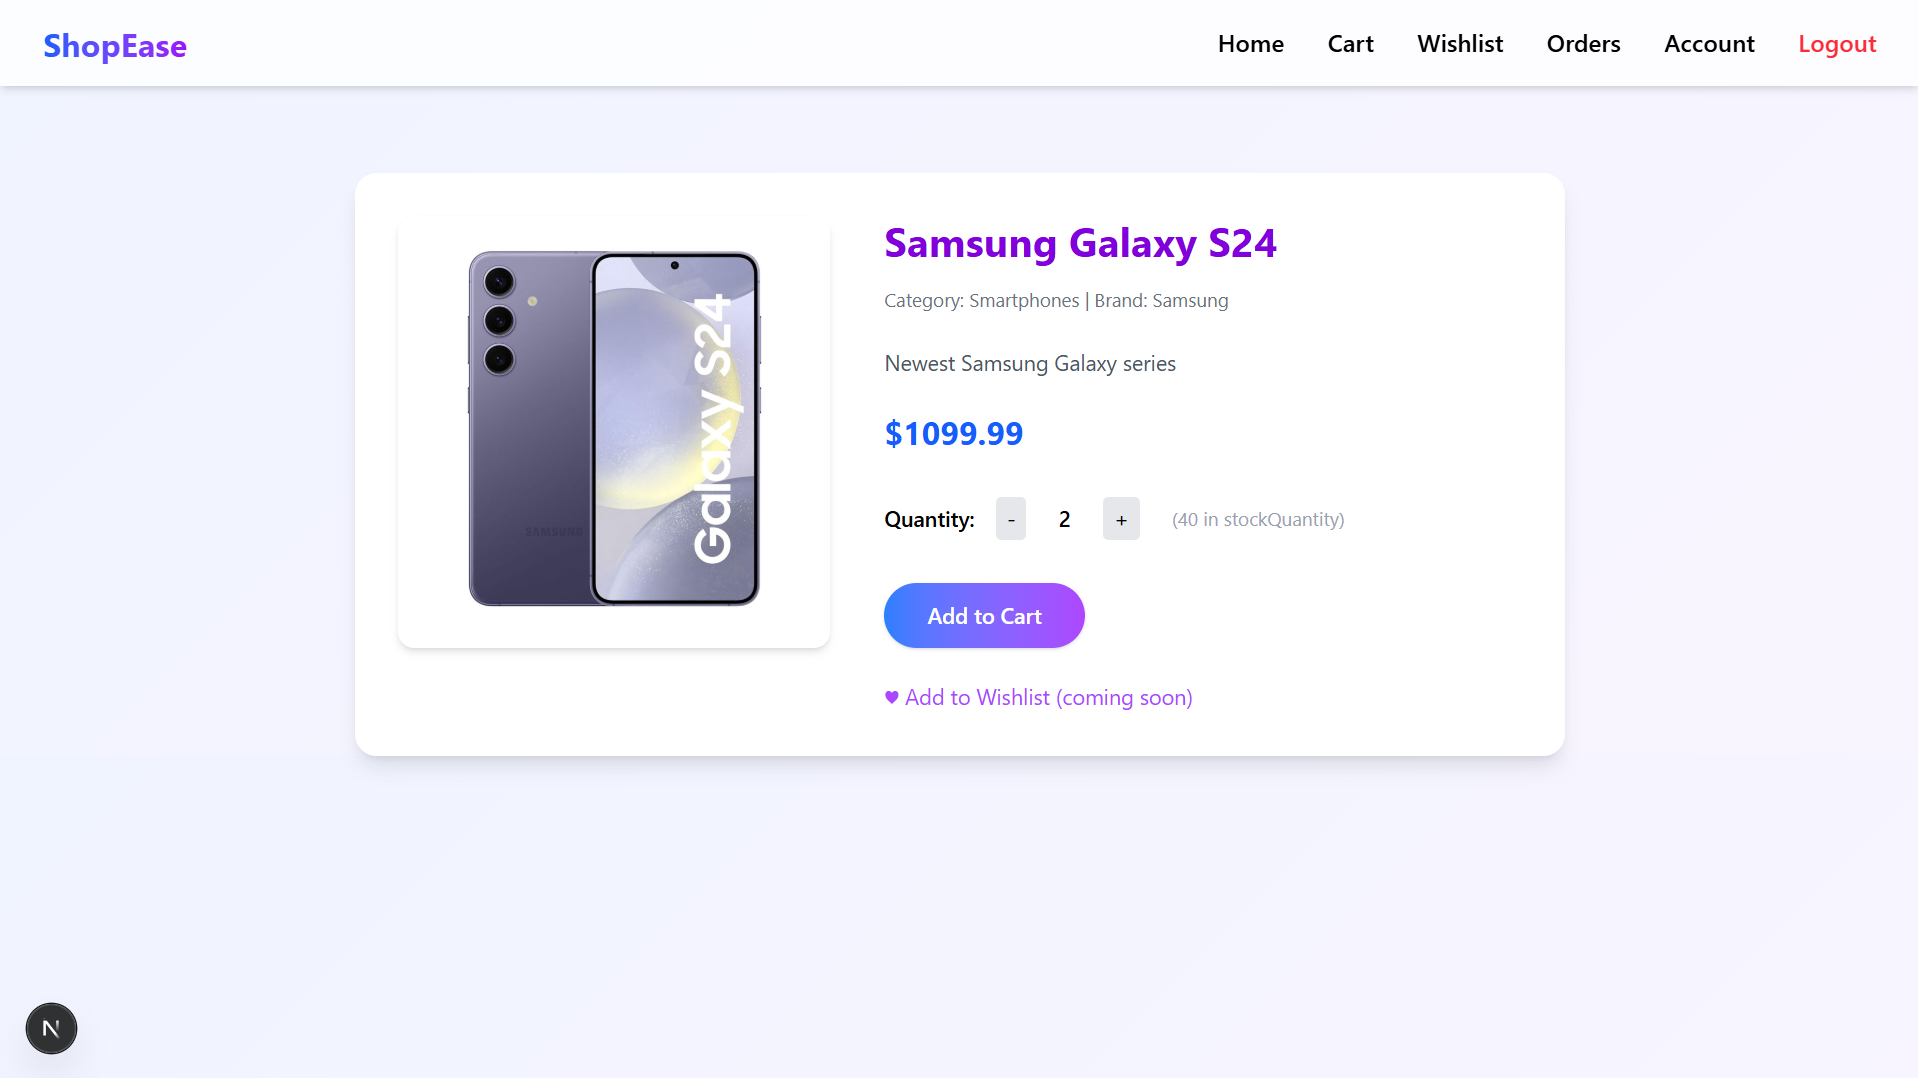 ShopEase
Home
Cart
Wishlist
Orders
Account
Logout
SAMSUNG
Galaxy S24
Samsung Galaxy S24
Category: Smartphones | Brand: Samsung
Newest Samsung Galaxy series
$1099.99
Quantity: - 2 + (40 in stockQuantity)
Add to Cart
♥ Add to Wishlist (coming soon)
N